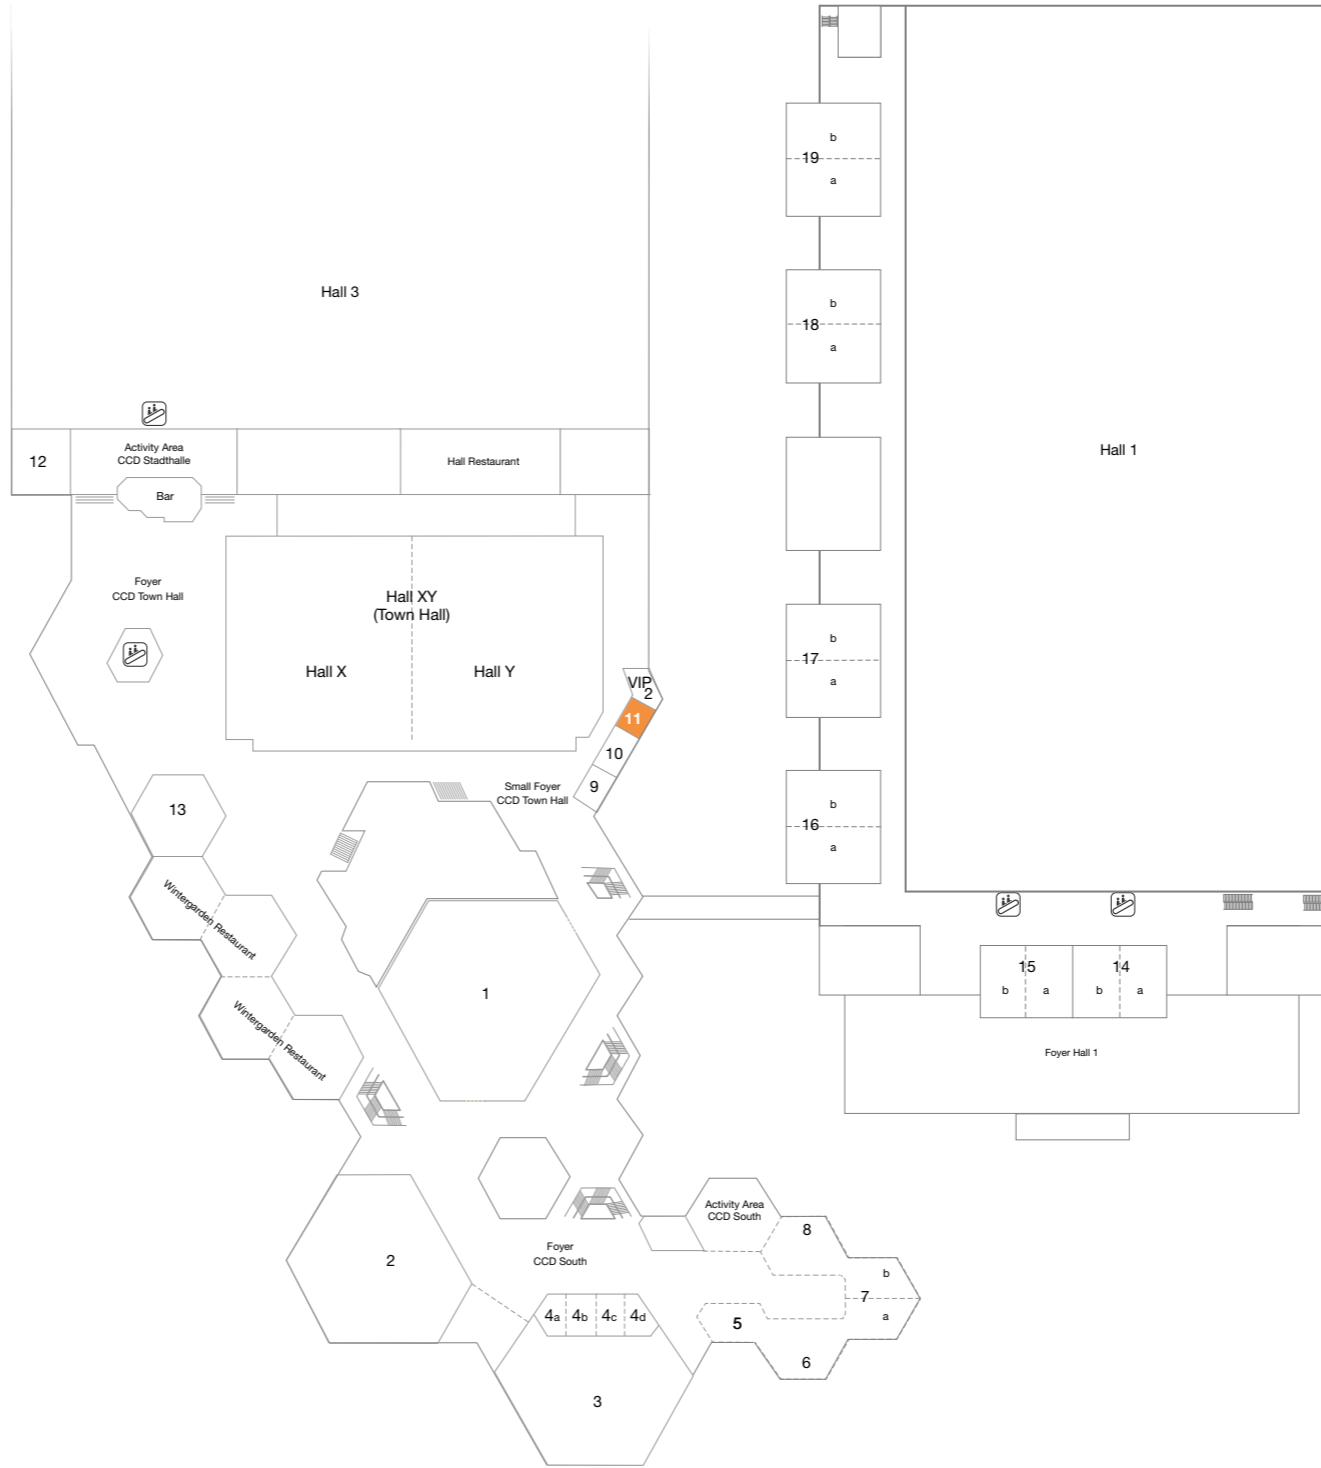 b
19
a
Hall 3
b
18
a
Hall 1
Activity Area
CCD Stadthalle
12
Hall Restaurant
Bar
Foyer
CCD Town Hall
Hall XY
(Town Hall)
Hall X
Hall Y
b
17
a
VIP
2
11
10
9
Small Foyer
CCD Town Hall
13
b
16
a
Wintergarden Restaurant
1
15
14
b
a
b
a
Wintergarden Restaurant
Foyer Hall 1
Activity Area
CCD South
8
Foyer
CCD South
2
b
7
a
4a
4b
4c
4d
5
6
3